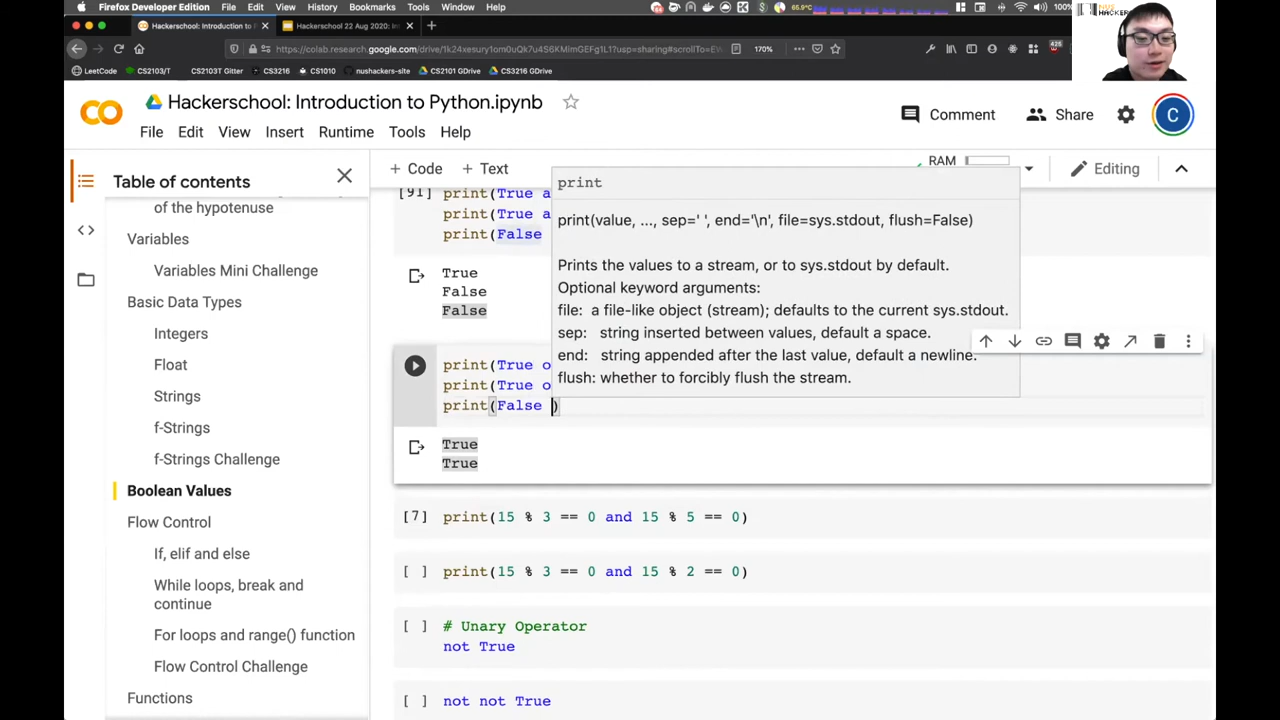 Firefox Developer Edition File Edit View History Bookmarks Tools Window Help
65.9°C 100%
Hackerschool: Introduction to P
Hackerschool 22 Aug 2020: Intro
170%
LeetCode CS2103/T CS2103T Gitter CS3216 CS1010 nushackers-site CS2101 GDrive CS3216 GDrive
425
Hackerschool: Introduction to Python.ipynb
File Edit View Insert Runtime Tools Help
Comment Share C
Table of contents
of the hypotenuse
Variables
Variables Mini Challenge
Basic Data Types
Integers
Float
Strings
f-Strings
f-Strings Challenge
Boolean Values
Flow Control
If, elif and else
While loops, break and
continue
For loops and range() function
Flow Control Challenge
Functions
+ Code + Text
RAM
Editing
[91] print(True a
print(True a
print(False
True
False
False
print
print(value, ..., sep=' ', end='\n', file=sys.stdout, flush=False)
Prints the values to a stream, or to sys.stdout by default.
Optional keyword arguments:
file: a file-like object (stream); defaults to the current sys.stdout.
sep: string inserted between values, default a space.
end: string appended after the last value, default a newline.
flush: whether to forcibly flush the stream.
print(True o
print(True o
print(False )
True
True
[7] print(15 % 3 == 0 and 15 % 5 == 0)
[ ] print(15 % 3 == 0 and 15 % 2 == 0)
[ ] # Unary Operator
not True
[ ] not not True